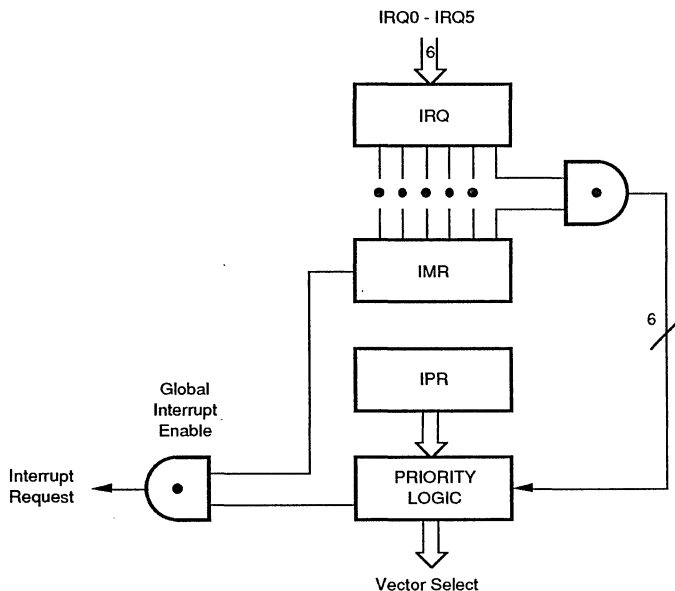 IRQ0 - IRQ5
6
IRQ
IMR
6
IPR
Global
Interrupt
Enable
PRIORITY
LOGIC
Interrupt
Request
Vector Select